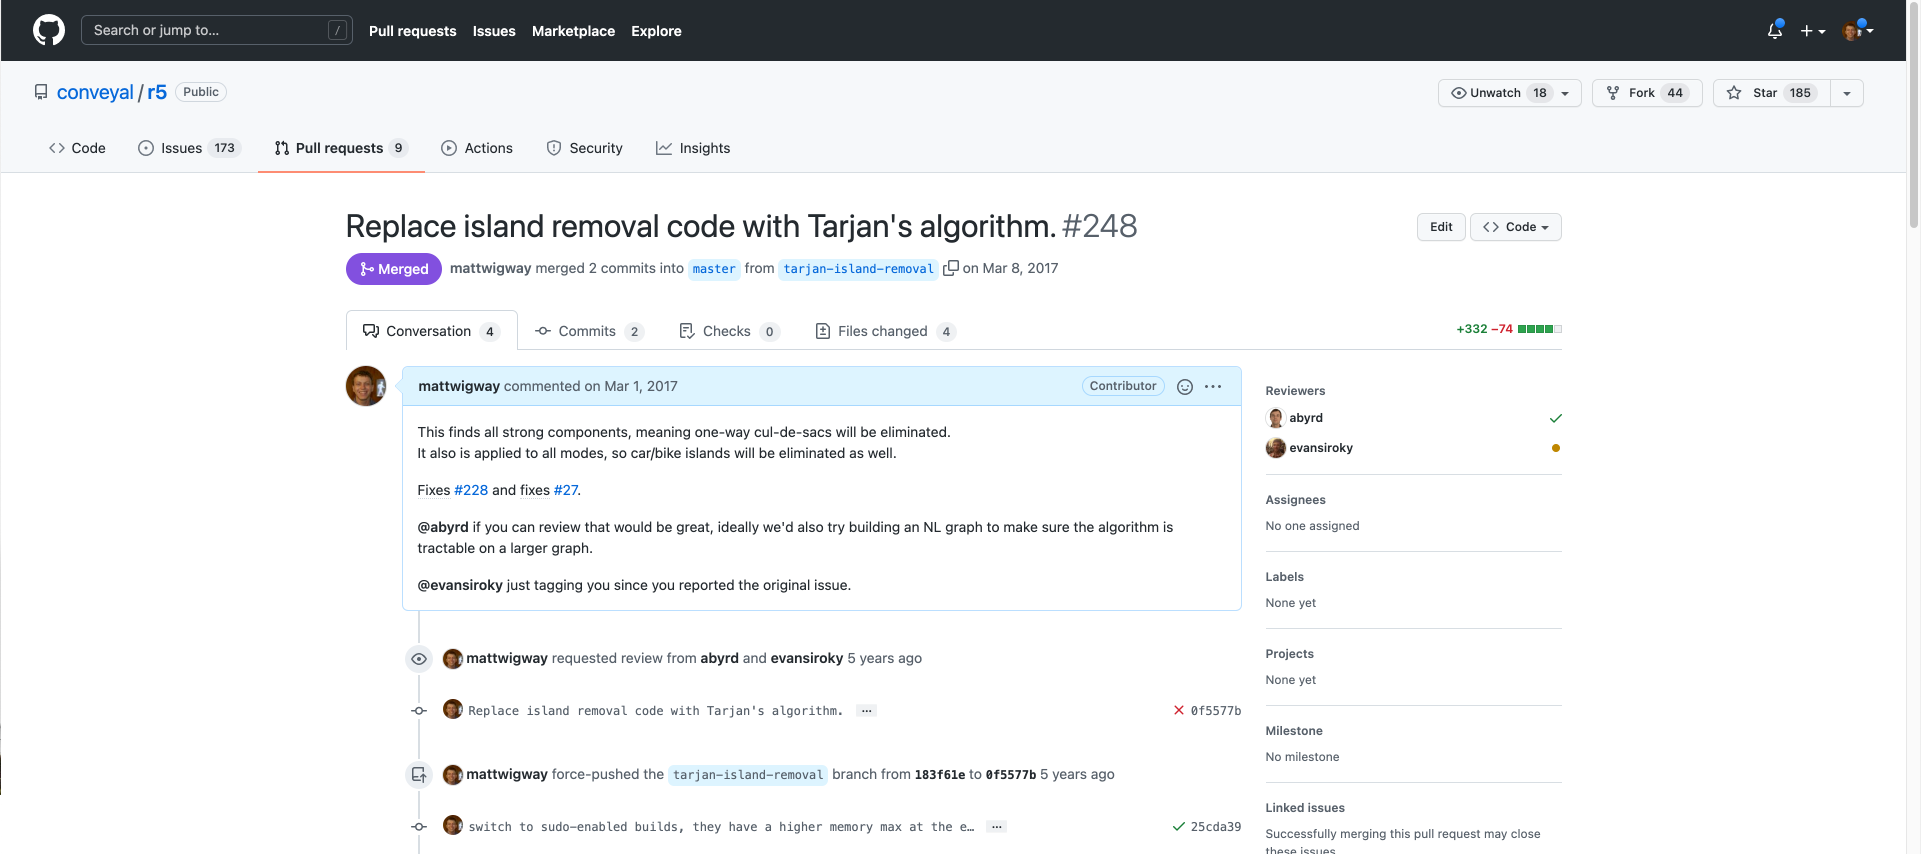 Search or jump to... /
Pull requests Issues Marketplace Explore
conveyal / r5 Public
Unwatch 18 Fork 44 Star 185
Code Issues 173 Pull requests 9 Actions Security Insights
Replace island removal code with Tarjan's algorithm. #248
Edit Code
Merged mattwigway merged 2 commits into master from tarjan-island-removal on Mar 8, 2017
Conversation 4 Commits 2 Checks 0 Files changed 4
+332 −74
mattwigway commented on Mar 1, 2017 Contributor
This finds all strong components, meaning one-way cul-de-sacs will be eliminated.
It also is applied to all modes, so car/bike islands will be eliminated as well.
Fixes #228 and fixes #27.
@abyrd if you can review that would be great, ideally we'd also try building an NL graph to make sure the algorithm is
tractable on a larger graph.
@evansiroky just tagging you since you reported the original issue.
mattwigway requested review from abyrd and evansiroky 5 years ago
Replace island removal code with Tarjan's algorithm. ... 0f5577b
mattwigway force-pushed the tarjan-island-removal branch from 183f61e to 0f5577b 5 years ago
switch to sudo-enabled builds, they have a higher memory max at the e… ... 25cda39
Reviewers
abyrd
evansiroky
Assignees
No one assigned
Labels
None yet
Projects
None yet
Milestone
No milestone
Linked issues
Successfully merging this pull request may close
these issues.